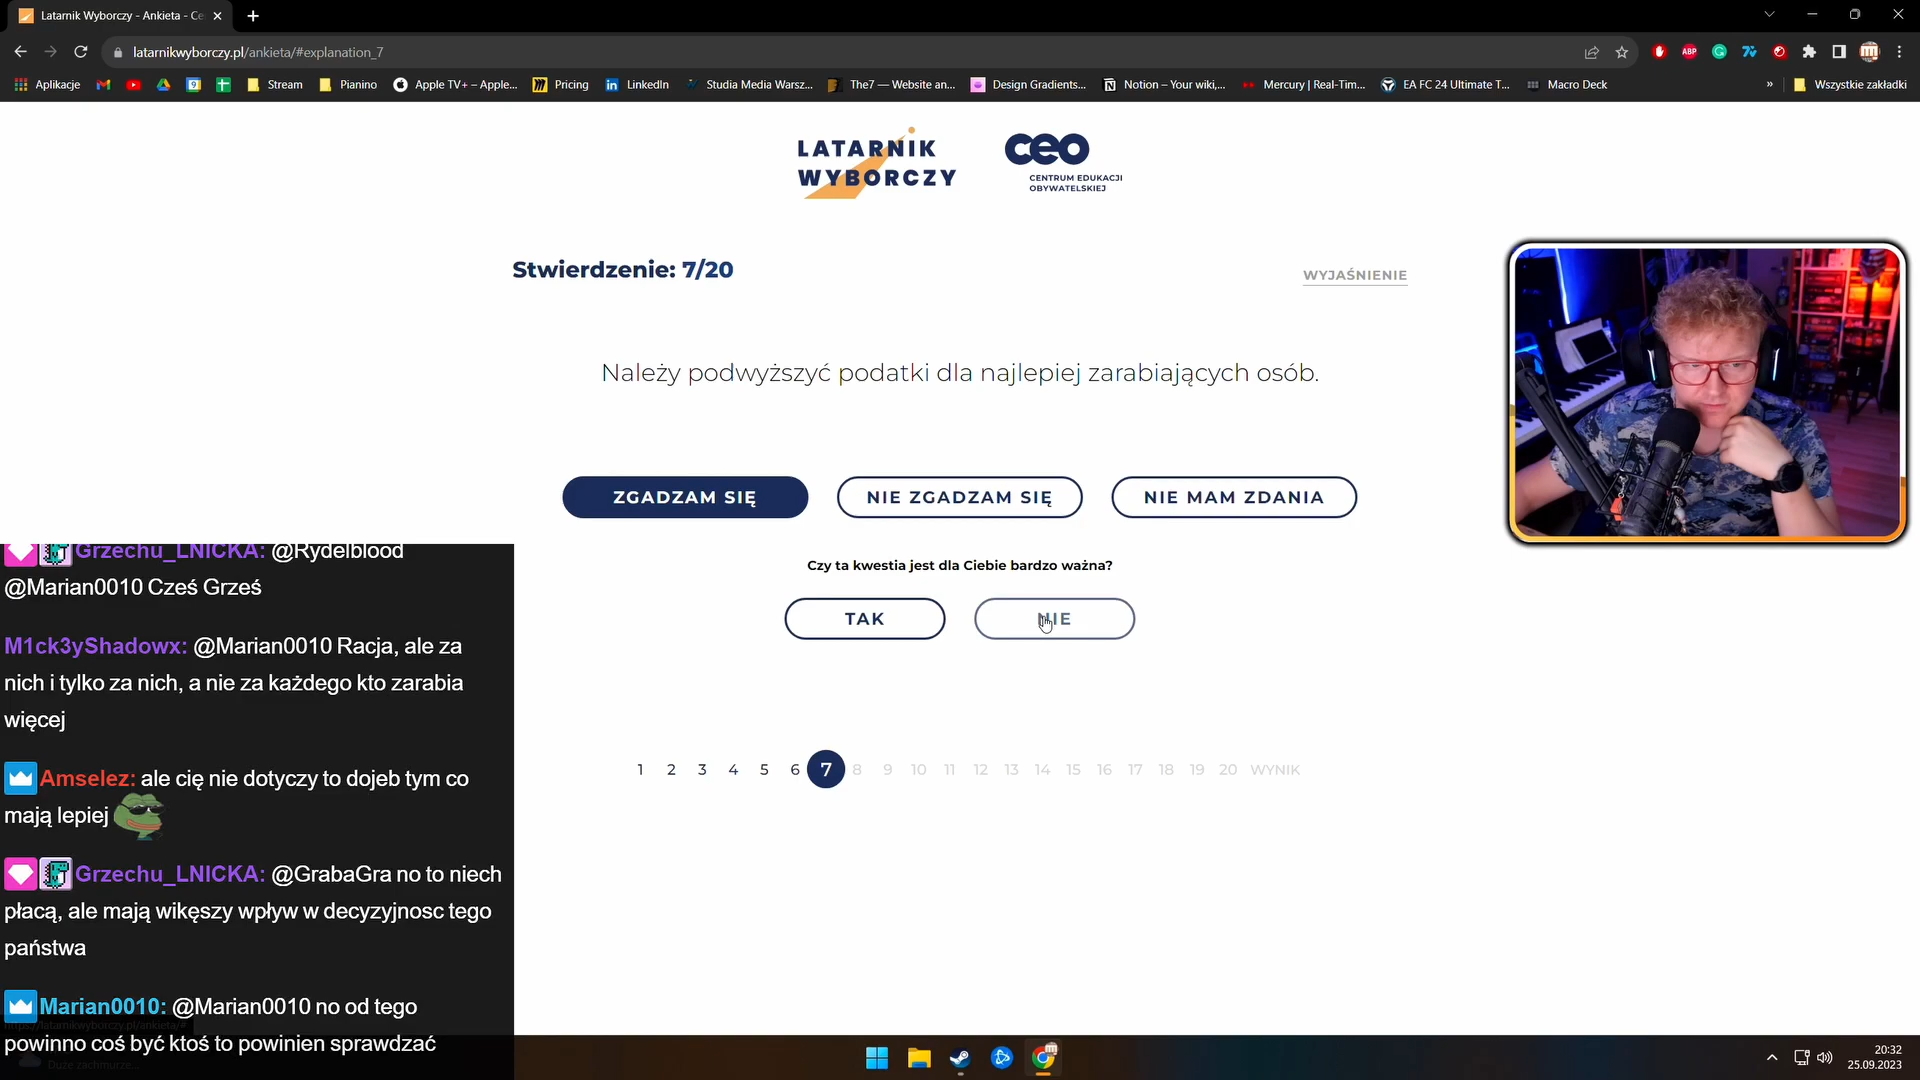 Latarnik Wyborczy - Ankieta - Ce
latarnikwyborczy.pl/ankieta/#explanation_7
Aplikacje
Stream
Pianino
Apple TV+ – Apple...
Pricing
LinkedIn
Studia Media Warsz...
The7 — Website an...
Design Gradients...
Notion – Your wiki,...
Mercury | Real-Tim...
EA FC 24 Ultimate T...
Macro Deck
»
Wszystkie zakładki
LATARNIK
WYBORCZY
ceo
CENTRUM EDUKACJI
OBYWATELSKIEJ
Stwierdzenie: 7/20
WYJAŚNIENIE
Należy podwyższyć podatki dla najlepiej zarabiających osób.
ZGADZAM SIĘ
NIE ZGADZAM SIĘ
NIE MAM ZDANIA
Czy ta kwestia jest dla Ciebie bardzo ważna?
TAK
NIE
1 2 3 4 5 6 7 8 9 10 11 12 13 14 15 16 17 18 19 20 WYNIK
Grzechu_LNICKA: @Rydelblood
@Marian0010 Cześ Grześ
M1ck3yShadowx: @Marian0010 Racja, ale za
nich i tylko za nich, a nie za każdego kto zarabia
więcej
Amselez: ale cię nie dotyczy to dojeb tym co
mają lepiej
Grzechu_LNICKA: @GrabaGra no to niech
płacą, ale mają wikęszy wpływ w decyzyjnosc tego
państwa
Marian0010: @Marian0010 no od tego
https://latarnikwyborczy.pl/ankieta/#
powinno coś być ktoś to powinien sprawdzać
Duże zachmurze...
20:32
25.09.2023